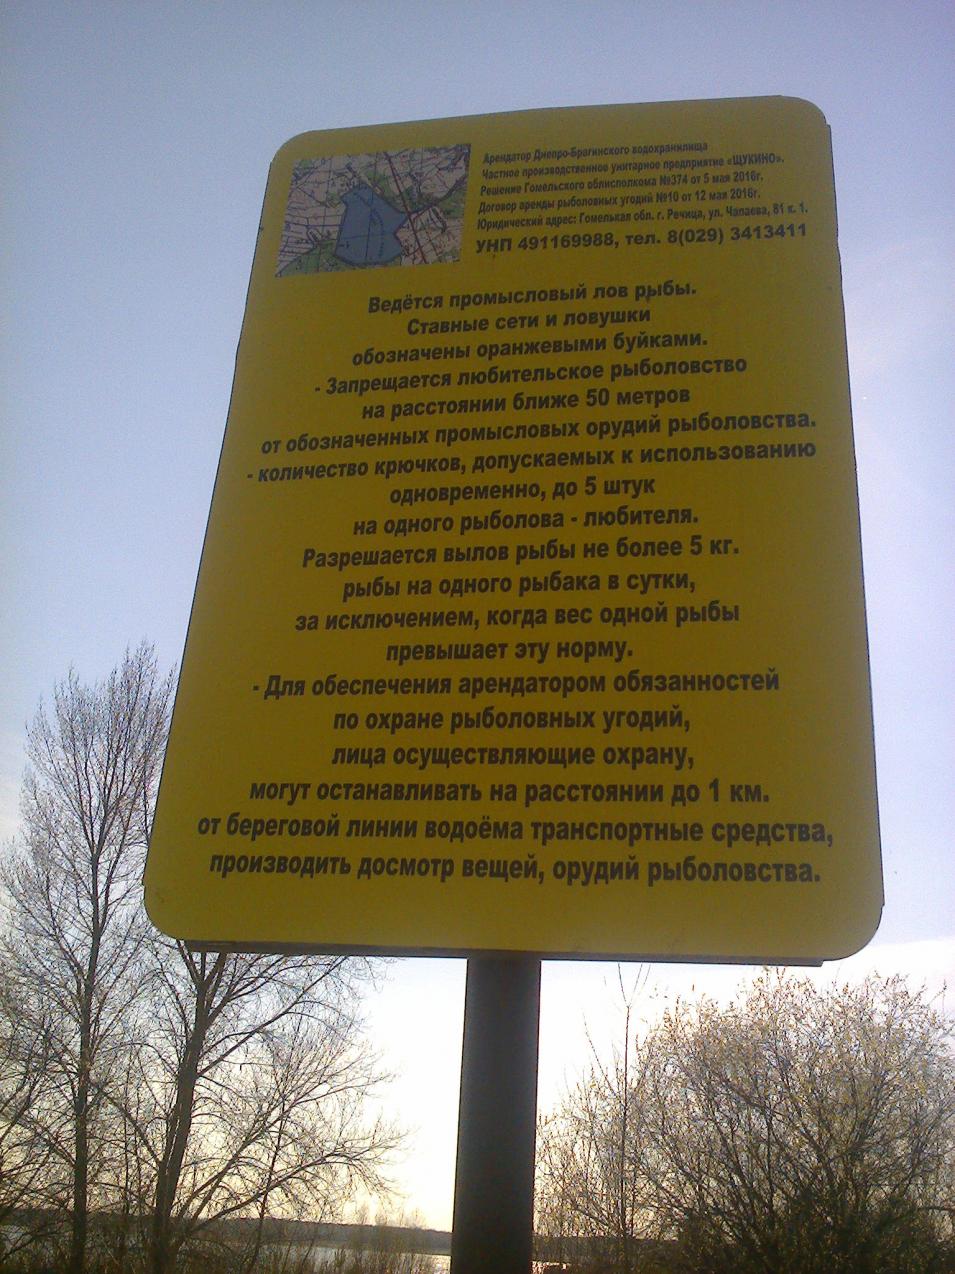 Арендатор Днепро-Брагинского водохранилища
Частное производственное унитарное предприятие «ЩУКИНО».
Решение Гомельского облисполкома №374 от 5 мая 2016г.
Договор аренды рыболовных угодий №10 от 12 мая 2016г.
Юридический адрес: Гомелькая обл. г. Речица, ул. Чапаева, 81 к. 1.
УНП 491169988, тел. 8(029) 3413411
Ведётся промысловый лов рыбы.
Ставные сети и ловушки
обозначены оранжевыми буйками.
- Запрещается любительское рыболовство
на расстоянии ближе 50 метров
от обозначенных промысловых орудий рыболовства.
- количество крючков, допускаемых к использованию
одновременно, до 5 штук
на одного рыболова - любителя.
Разрешается вылов рыбы не более 5 кг.
рыбы на одного рыбака в сутки,
за исключением, когда вес одной рыбы
превышает эту норму.
- Для обеспечения арендатором обязанностей
по охране рыболовных угодий,
лица осуществляющие охрану,
могут останавливать на расстоянии до 1 км.
от береговой линии водоёма транспортные средства,
производить досмотр вещей, орудий рыболовства.